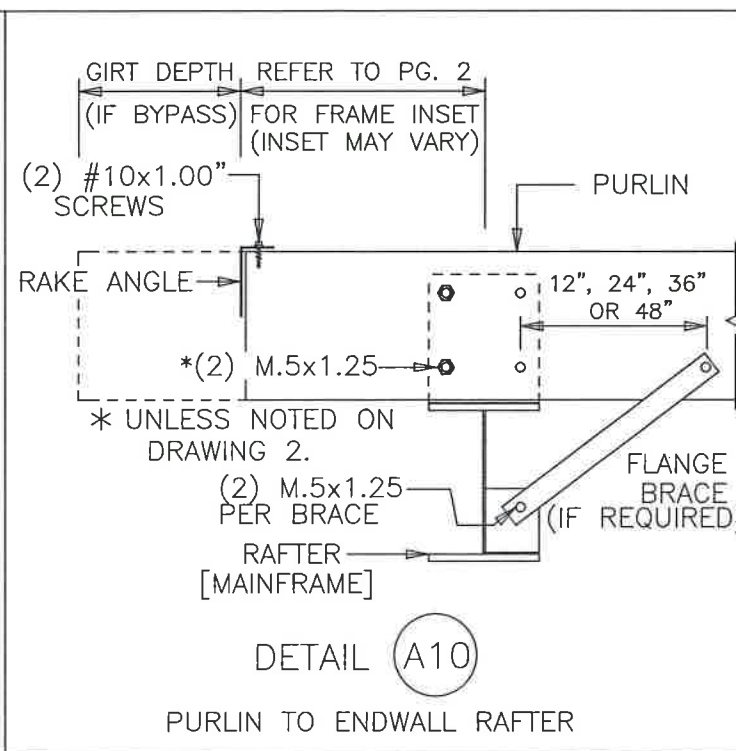 GIRT DEPTH
(IF BYPASS)
REFER TO PG. 2
FOR FRAME INSET
(INSET MAY VARY)
(2) #10x1.00"
SCREWS
PURLIN
RAKE ANGLE
12", 24", 36"
OR 48"
*(2) M.5x1.25
* UNLESS NOTED ON
DRAWING 2.
(2) M.5x1.25
PER BRACE
FLANGE
BRACE
(IF REQUIRED)
RAFTER
[MAINFRAME]
DETAIL A10
PURLIN TO ENDWALL RAFTER